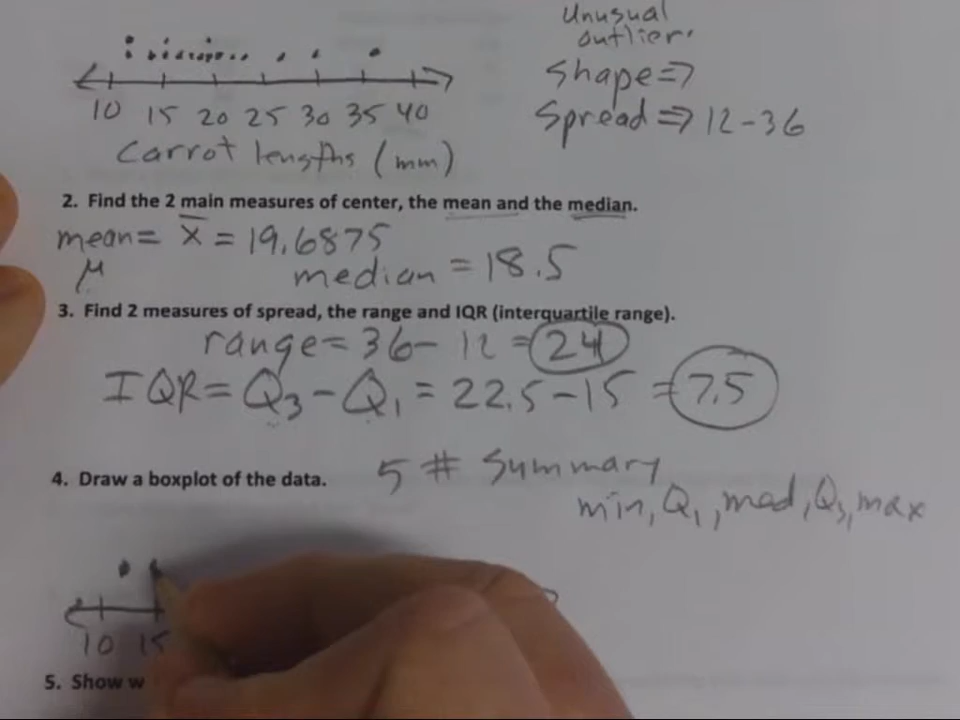 Unusual
outlier.
Shape⇒
Spread ⇒ 12-36
10 15 20 25 30 35 40
Carrot lengths (mm)
2. Find the 2 main measures of center, the mean and the median.
mean = x̄ = 19.6875
μ
median = 18.5
3. Find 2 measures of spread, the range and IQR (interquartile range).
range = 36 - 12 = 24
IQR = Q₃ - Q₁ = 22.5 - 15 = 7.5
4. Draw a boxplot of the data.
5 # Summary
min, Q₁, med, Q₃, max
10 15
5. Show w